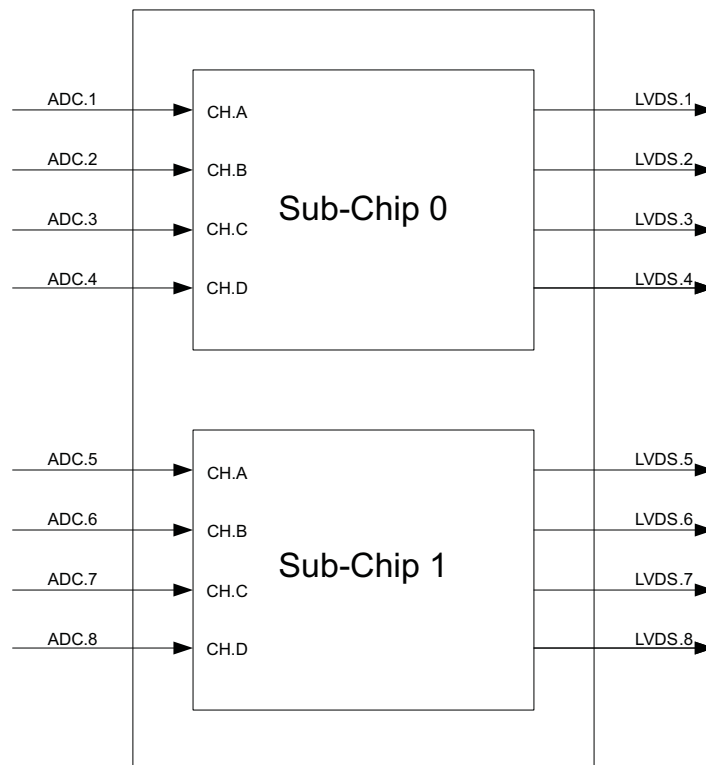 ADC.1
CH.A
LVDS.1
ADC.2
CH.B
LVDS.2
Sub-Chip 0
ADC.3
CH.C
LVDS.3
ADC.4
CH.D
LVDS.4
ADC.5
CH.A
LVDS.5
ADC.6
CH.B
LVDS.6
Sub-Chip 1
ADC.7
CH.C
LVDS.7
ADC.8
CH.D
LVDS.8